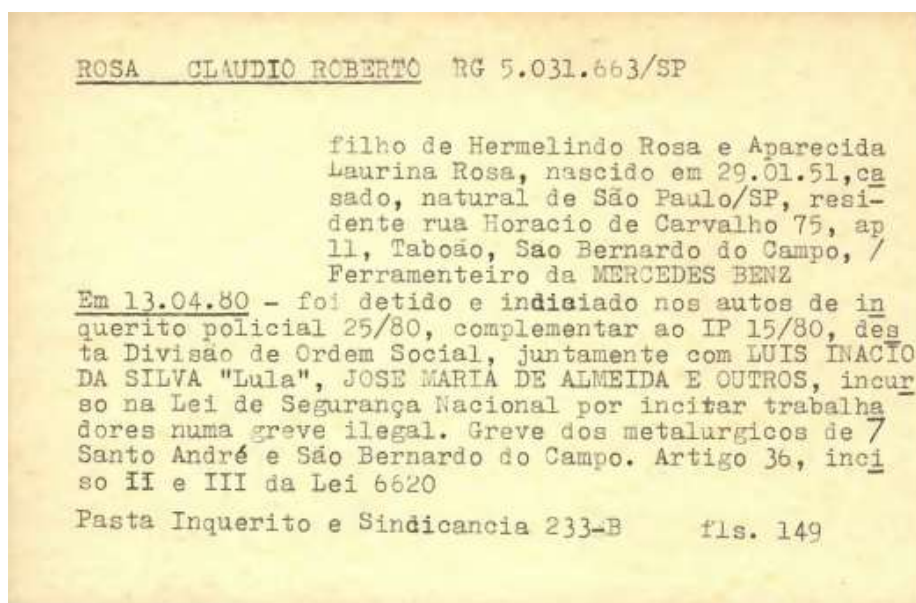 ROSA CLAUDIO ROBERTO RG 5.031.663/SP
filho de Hermelindo Rosa e Aparecida
Laurina Rosa, nascido em 29.01.51,ca
sado, natural de São Paulo/SP, resi-
dente rua Horacio de Carvalho 75, ap
11, Taboão, Sao Bernardo do Campo, /
Ferramenteiro da MERCEDES BENZ
Em 13.04.80 - foi detido e indiciado nos autos de in
querito policial 25/80, complementar ao IP 15/80, des
ta Divisão de Ordem Social, juntamente com LUIS INACIO
DA SILVA "Lula", JOSE MARIA DE ALMEIDA E OUTROS, incur
so na Lei de Segurança Nacional por incitar trabalha
dores numa greve ilegal. Greve dos metalurgicos de /
Santo André e São Bernardo do Campo. Artigo 36, inci
so II e III da Lei 6620
Pasta Inquerito e Sindicancia 233-B fls. 149